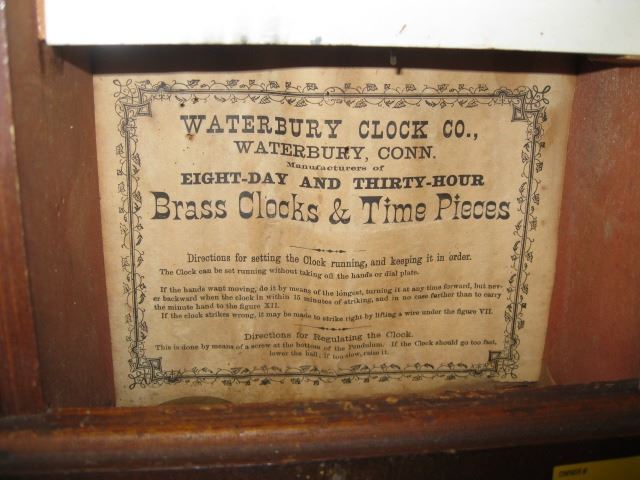 WATERBURY CLOCK CO.,
WATERBURY, CONN.
Manufacturers of
EIGHT-DAY AND THIRTY-HOUR
Brass Clocks & Time Pieces
Directions for setting the Clock running, and keeping it in order.
The Clock can be set running without taking off the hands or dial plate.
If the hands want moving, do it by means of the longest, turning it at any time forward, but nev-
er backward when the clock is within 15 minutes of striking, and in no case further than to carry
the minute hand to the figure XII.
If the clock strikes wrong, it may be made to strike right by lifting a wire under the figure VII.
Directions for Regulating the Clock.
This is done by means of a screw at the bottom of the Pendulum. If the Clock should go too fast,
lower the ball; if too slow, raise it.